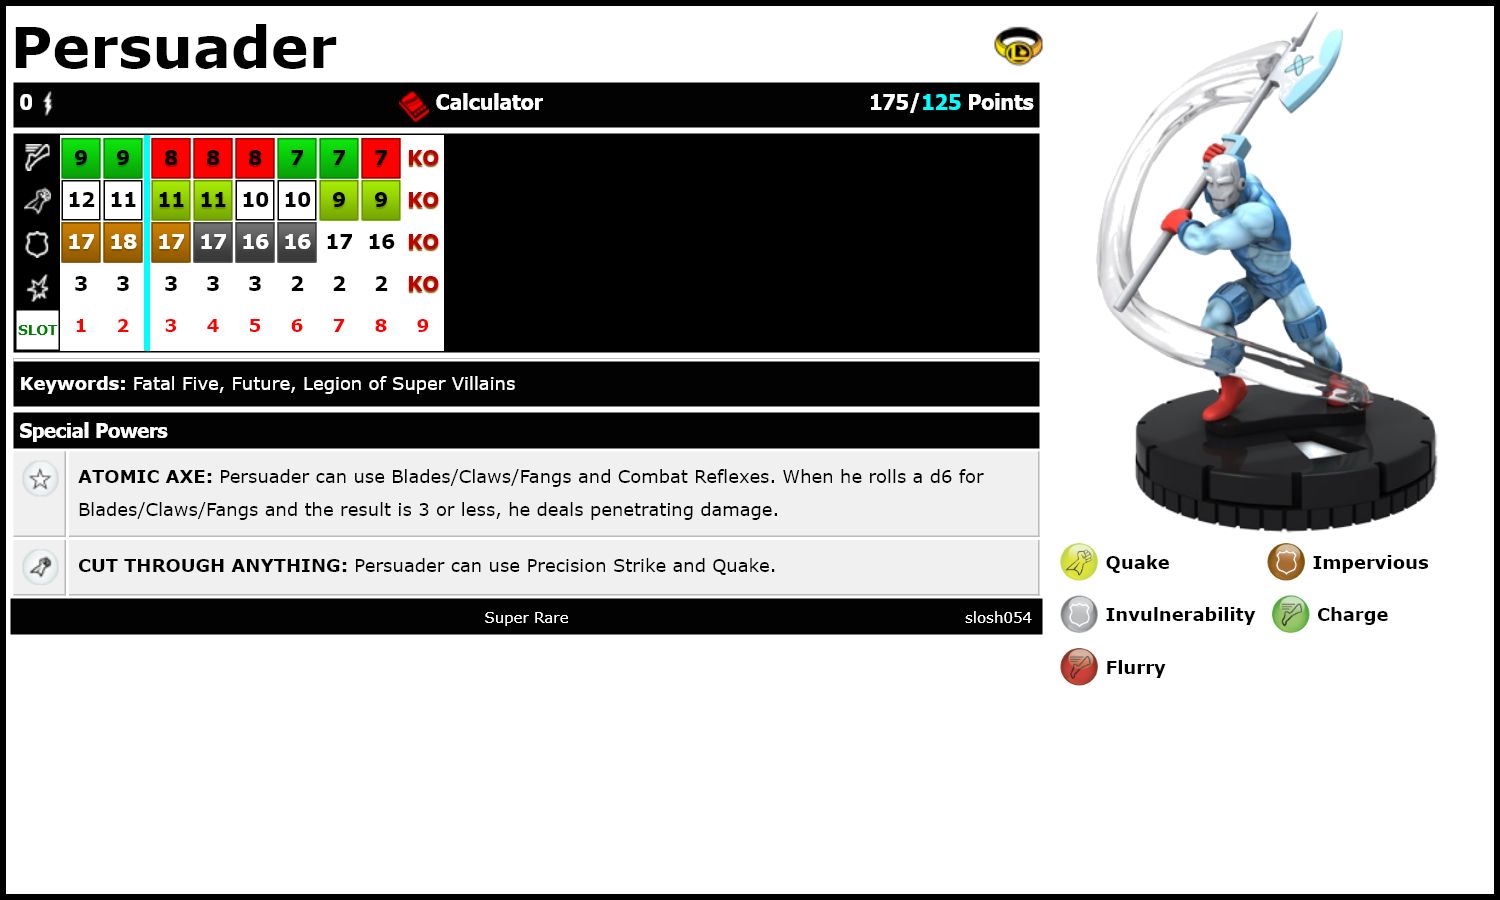 Persuader
0 Calculator 175/125 Points
9 9 8 8 8 7 7 7 KO
12 11 11 11 10 10 9 9 KO
17 18 17 17 16 16 17 16 KO
3 3 3 3 3 2 2 2 KO
SLOT 1 2 3 4 5 6 7 8 9
Keywords: Fatal Five, Future, Legion of Super Villains
Special Powers
ATOMIC AXE: Persuader can use Blades/Claws/Fangs and Combat Reflexes. When he rolls a d6 for
Blades/Claws/Fangs and the result is 3 or less, he deals penetrating damage.
CUT THROUGH ANYTHING: Persuader can use Precision Strike and Quake.
Super Rare slosh054
Quake Impervious
Invulnerability Charge
Flurry